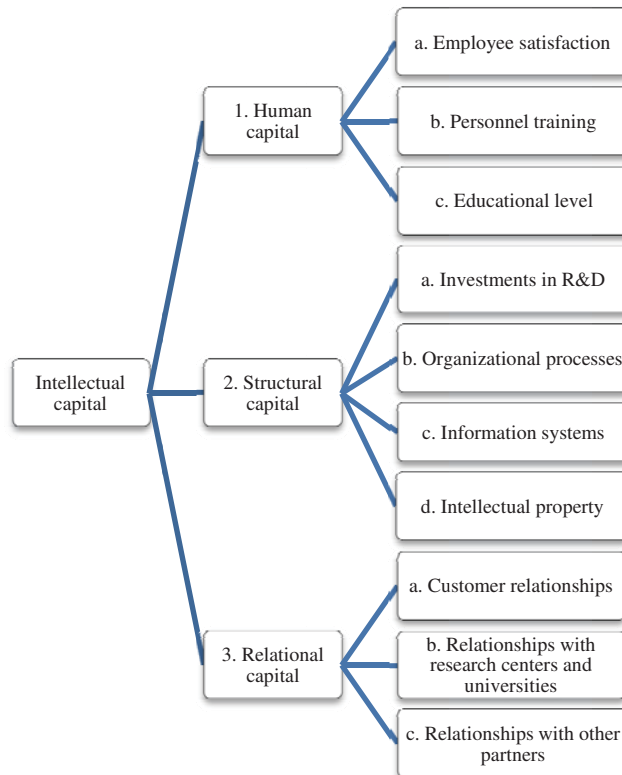 Intellectual
capital
1. Human
capital
a. Employee satisfaction
b. Personnel training
c. Educational level
2. Structural
capital
a. Investments in R&D
b. Organizational processes
c. Information systems
d. Intellectual property
3. Relational
capital
a. Customer relationships
b. Relationships with
research centers and
universities
c. Relationships with other
partners